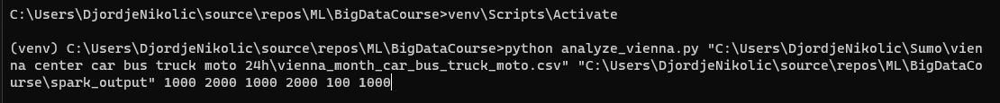 C:\Users\DjordjeNikolic\source\repos\ML\BigDataCourse>venv\Scripts\Activate
(venv) C:\Users\DjordjeNikolic\source\repos\ML\BigDataCourse>python analyze_vienna.py "C:\Users\DjordjeNikolic\Sumo\vien
na center car bus truck moto 24h\vienna_month_car_bus_truck_moto.csv" "C:\Users\DjordjeNikolic\source\repos\ML\BigDataCo
urse\spark_output" 1000 2000 1000 2000 100 1000